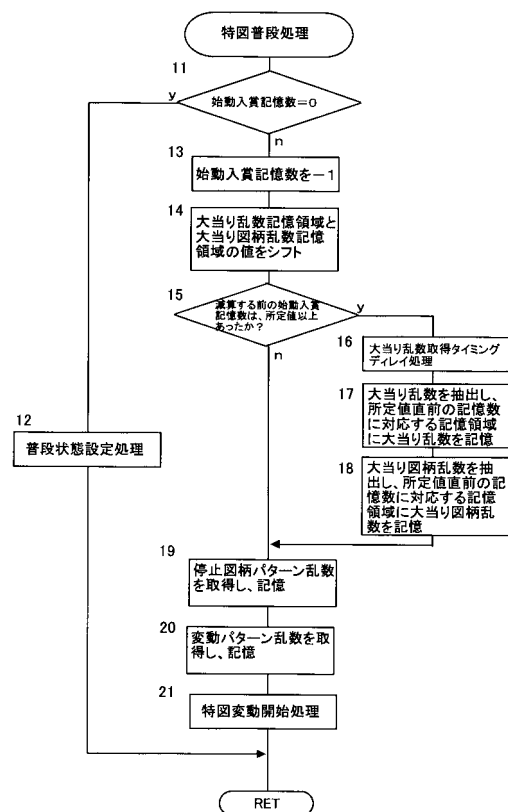 特図普段処理
11
y
始動入賞記憶数=0
n
13
始動入賞記憶数を-1
14
大当り乱数記憶領域と
大当り図柄乱数記憶
領域の値をシフト
15
減算する前の始動入賞
記憶数は、所定値以上
あったか?
y
n
16
大当り乱数取得タイミング
ディレイ処理
17
大当り乱数を抽出し、
所定値直前の記憶数
に対応する記憶領域
に大当り乱数を記憶
12
普段状態設定処理
18
大当り図柄乱数を抽
出し、所定値直前の記
憶数に対応する記憶
領域に大当り図柄乱
数を記憶
19
停止図柄パターン乱数
を取得し、記憶
20
変動パターン乱数を取
得し、記憶
21
特図変動開始処理
RET